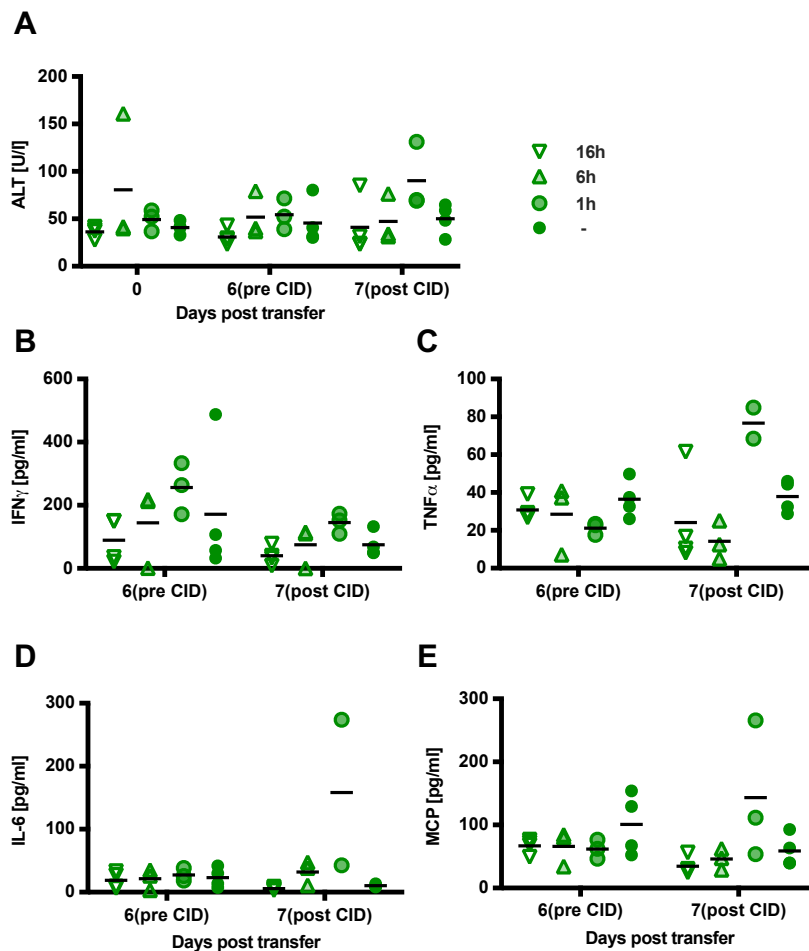 A
ALT [U/l]
200
150
100
50
0
0 6(pre CID) 7(post CID)
Days post transfer
16h
6h
1h
-
B
IFNγ [pg/ml]
600
400
200
0
6(pre CID) 7(post CID)
C
TNFα [pg/ml]
100
80
60
40
20
0
6(pre CID) 7(post CID)
D
IL-6 [pg/ml]
300
200
100
0
6(pre CID) 7(post CID)
Days post transfer
E
MCP [pg/ml]
300
200
100
0
6(pre CID) 7(post CID)
Days post transfer